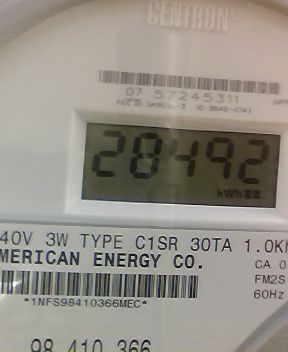 CENTRON®
07 57245311
28492
kWh
40V 3W TYPE C1SR 30TA 1.0K
MERICAN ENERGY CO.
CA 0
FM2S
60Hz
*1NFS98410366MEC*
98 410 366